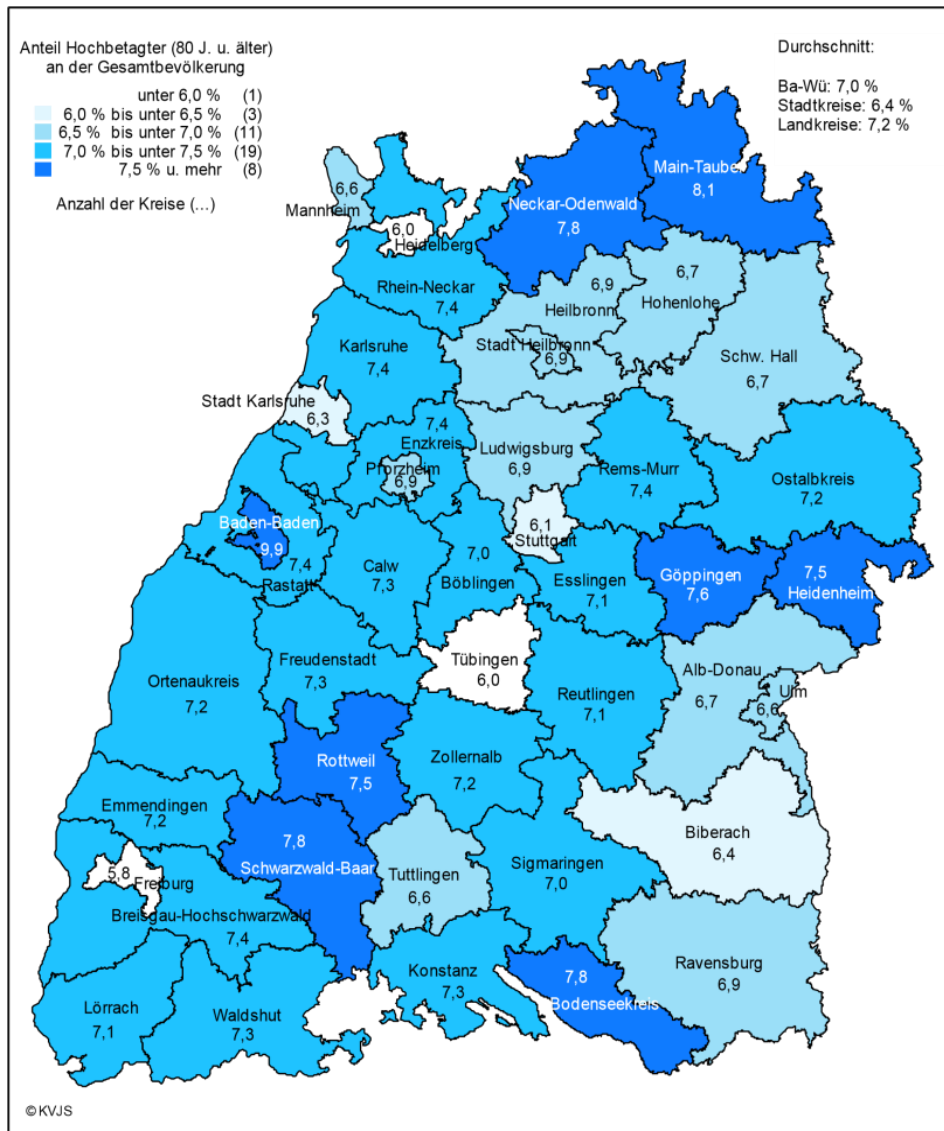 Anteil Hochbetagter (80 J. u. älter)
an der Gesamtbevölkerung
unter 6,0 % (1)
6,0 % bis unter 6,5 % (3)
6,5 % bis unter 7,0 % (11)
7,0 % bis unter 7,5 % (19)
7,5 % u. mehr (8)
Anzahl der Kreise (...)
Durchschnitt:
Ba-Wü: 7,0 %
Stadtkreise: 6,4 %
Landkreise: 7,2 %
Main-Tauber
8,1
6,6
Mannheim
Neckar-Odenwald
7,8
6,0
Heidelberg
Rhein-Neckar
7,4
6,9
Heilbronn
6,7
Hohenlohe
Stadt Heilbronn
6,9
Karlsruhe
7,4
Schw. Hall
6,7
Stadt Karlsruhe
6,3
7,4
Enzkreis
Pforzheim
6,9
Ludwigsburg
6,9
Rems-Murr
7,4
Ostalbkreis
7,2
Baden-Baden
9,9
7,4
Rastatt
Calw
7,3
7,0
Böblingen
6,1
Stuttgart
Esslingen
7,1
Göppingen
7,6
7,5
Heidenheim
Ortenaukreis
7,2
Freudenstadt
7,3
Tübingen
6,0
Reutlingen
7,1
Alb-Donau
6,7
Ulm
6,6
Rottweil
7,5
Zollernalb
7,2
Emmendingen
7,2
7,8
Schwarzwald-Baar
Tuttlingen
6,6
Sigmaringen
7,0
Biberach
6,4
5,8
Freiburg
Breisgau-Hochschwarzwald
7,4
Konstanz
7,3
7,8
Bodenseekreis
Ravensburg
6,9
Lörrach
7,1
Waldshut
7,3
© KVJS